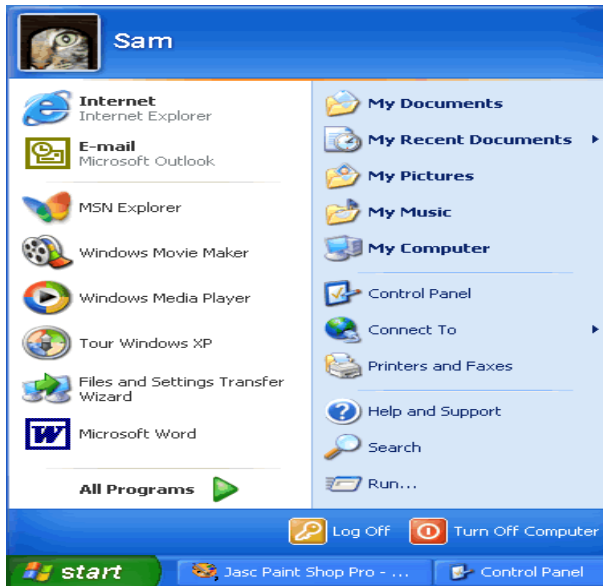 Sam
Internet
Internet Explorer
E-mail
Microsoft Outlook
MSN Explorer
Windows Movie Maker
Windows Media Player
Tour Windows XP
Files and Settings Transfer
Wizard
Microsoft Word
All Programs
My Documents
My Recent Documents
My Pictures
My Music
My Computer
Control Panel
Connect To
Printers and Faxes
Help and Support
Search
Run...
Log Off
Turn Off Computer
start
Jasc Paint Shop Pro - ...
Control Panel